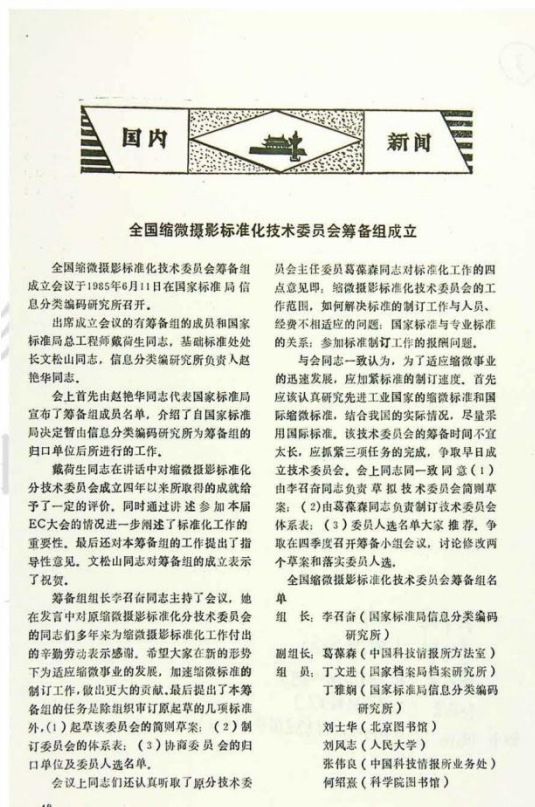 国内
新闻
全国缩微摄影标准化技术委员会筹备组成立
全国缩微摄影标准化技术委员会筹备组
成立会议于1985年6月11日在国家标准局信
息分类编码研究所召开。
出席成立会议的有筹备组的成员和国家
标准局总工程师戴荷生同志，基础标准处处
长文松山同志，信息分类编研究所负责人赵
艳华同志。
会上首先由赵艳华同志代表国家标准局
宣布了筹备组成员名单，介绍了自国家标准
局决定暂由信息分类编码研究所为筹备组的
归口单位后所进行的工作。
戴荷生同志在讲话中对缩微摄影标准化
分技术委员会成立四年以来所取得的成就给
予了一定的评价。同时通过讲述参加本届
EC大会的情况进一步阐述了标准化工作的
重要性。最后还对本筹备组的工作提出了指
导性意见。文松山同志对筹备组的成立表示
了祝贺。
筹备组组长李召奋同志主持了会议，她
在发言中对原缩微摄影标准化分技术委员会
的同志们多年来为缩微摄影标准化工作付出
的辛勤劳动表示感谢。希望大家在新的形势
下为适应缩微事业的发展，加速缩微标准的
制订工作，做出更大的贡献，最后提出了本筹
备组的任务是除组织审订原起草的几项标准
外，(1)起草该委员会的简则草案；(2)制
订委员会的体系表；(3)协商委员会的归
口单位及委员人选名单。
会议上同志们还认真听取了原分技术委
员会主任委员葛葆森同志对标准化工作的四
点意见即：缩微摄影标准化技术委员会的工
作范围，如何解决标准的制订工作与人员、
经费不相适应的问题；国家标准与专业标准
的关系；参加标准制订工作的报酬问题。
与会同志一致认为，为了适应缩微事业
的迅速发展，应加紧标准的制订速度。首先
应该认真研究先进工业国家的缩微标准和国
际缩微标准，结合我国的实际情况，尽量采
用国际标准。该技术委员会的筹备时间不宜
太长，应抓紧三项任务的完成，争取早日成
立技术委员会。会上同志同一致同意(1)
由李召奋同志负责草拟技术委员会简则草
案；(2)由葛葆森同志负责制订技术委员会
体系表；(3)委员人选名单大家推荐。争
取在四季度召开筹备小组会议，讨论修改两
个草案和落实委员人选。
全国缩微摄影标准化技术委员会筹备组名
单
组 长：李召奋(国家标准局信息分类编码
研究所)
副组长：葛葆森(中国科技情报所方法室)
组 员：丁文进(国家档案局档案研究所)
丁雅娴(国家标准局信息分类编码
研究所)
刘士华(北京图书馆)
刘凤志(人民大学)
张伟良(中国科技情报所业务处)
何绍熹(科学院图书馆)